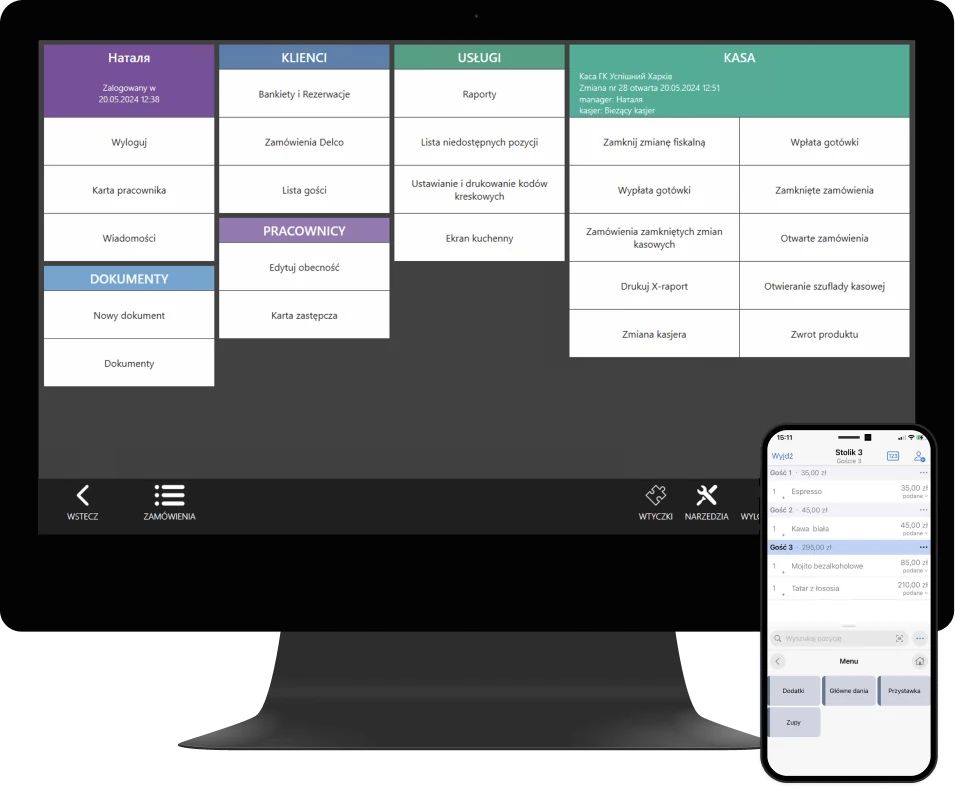 Наталя
Zalogowany w
20.05.2024 12:38
Wyloguj
Karta pracownika
Wiadomości
DOKUMENTY
Nowy dokument
Dokumenty
KLIENCI
Bankiety i Rezerwacje
Zamówienia Delco
Lista gości
PRACOWNICY
Edytuj obecność
Karta zastępcza
USŁUGI
Raporty
Lista niedostępnych pozycji
Ustawianie i drukowanie kodów
kreskowych
Ekran kuchenny
KASA
Каса ГК Успішний Харків
Zmiana nr 28 otwarta 20.05.2024 12:51
manager: Наталя
kasjer: Bieżący kasjer
Zamknij zmianę fiskalną
Wpłata gotówki
Wypłata gotówki
Zamknięte zamówienia
Zamówienia zamkniętych zmian
kasowych
Otwarte zamówienia
Drukuj X-raport
Otwieranie szuflady kasowej
Zmiana kasjera
Zwrot produktu
WSTECZ
ZAMÓWIENIA
WTYCZKI
NARZEDZIA
15:11
Wyjdź
Stolik 3
Goście 3
123
Gość 1 · 35,00 zł
1 Espresso 35,00 zł
podane
Gość 2 · 45,00 zł
1 Kawa biała 45,00 zł
podane
Gość 3 · 295,00 zł
1 Mojito bezalkoholowe 85,00 zł
podane
1 Tatar z łososia 210,00 zł
podane
Wyszukaj pozycję
Menu
Dodatki
Główne dania
Przystawka
Zupy